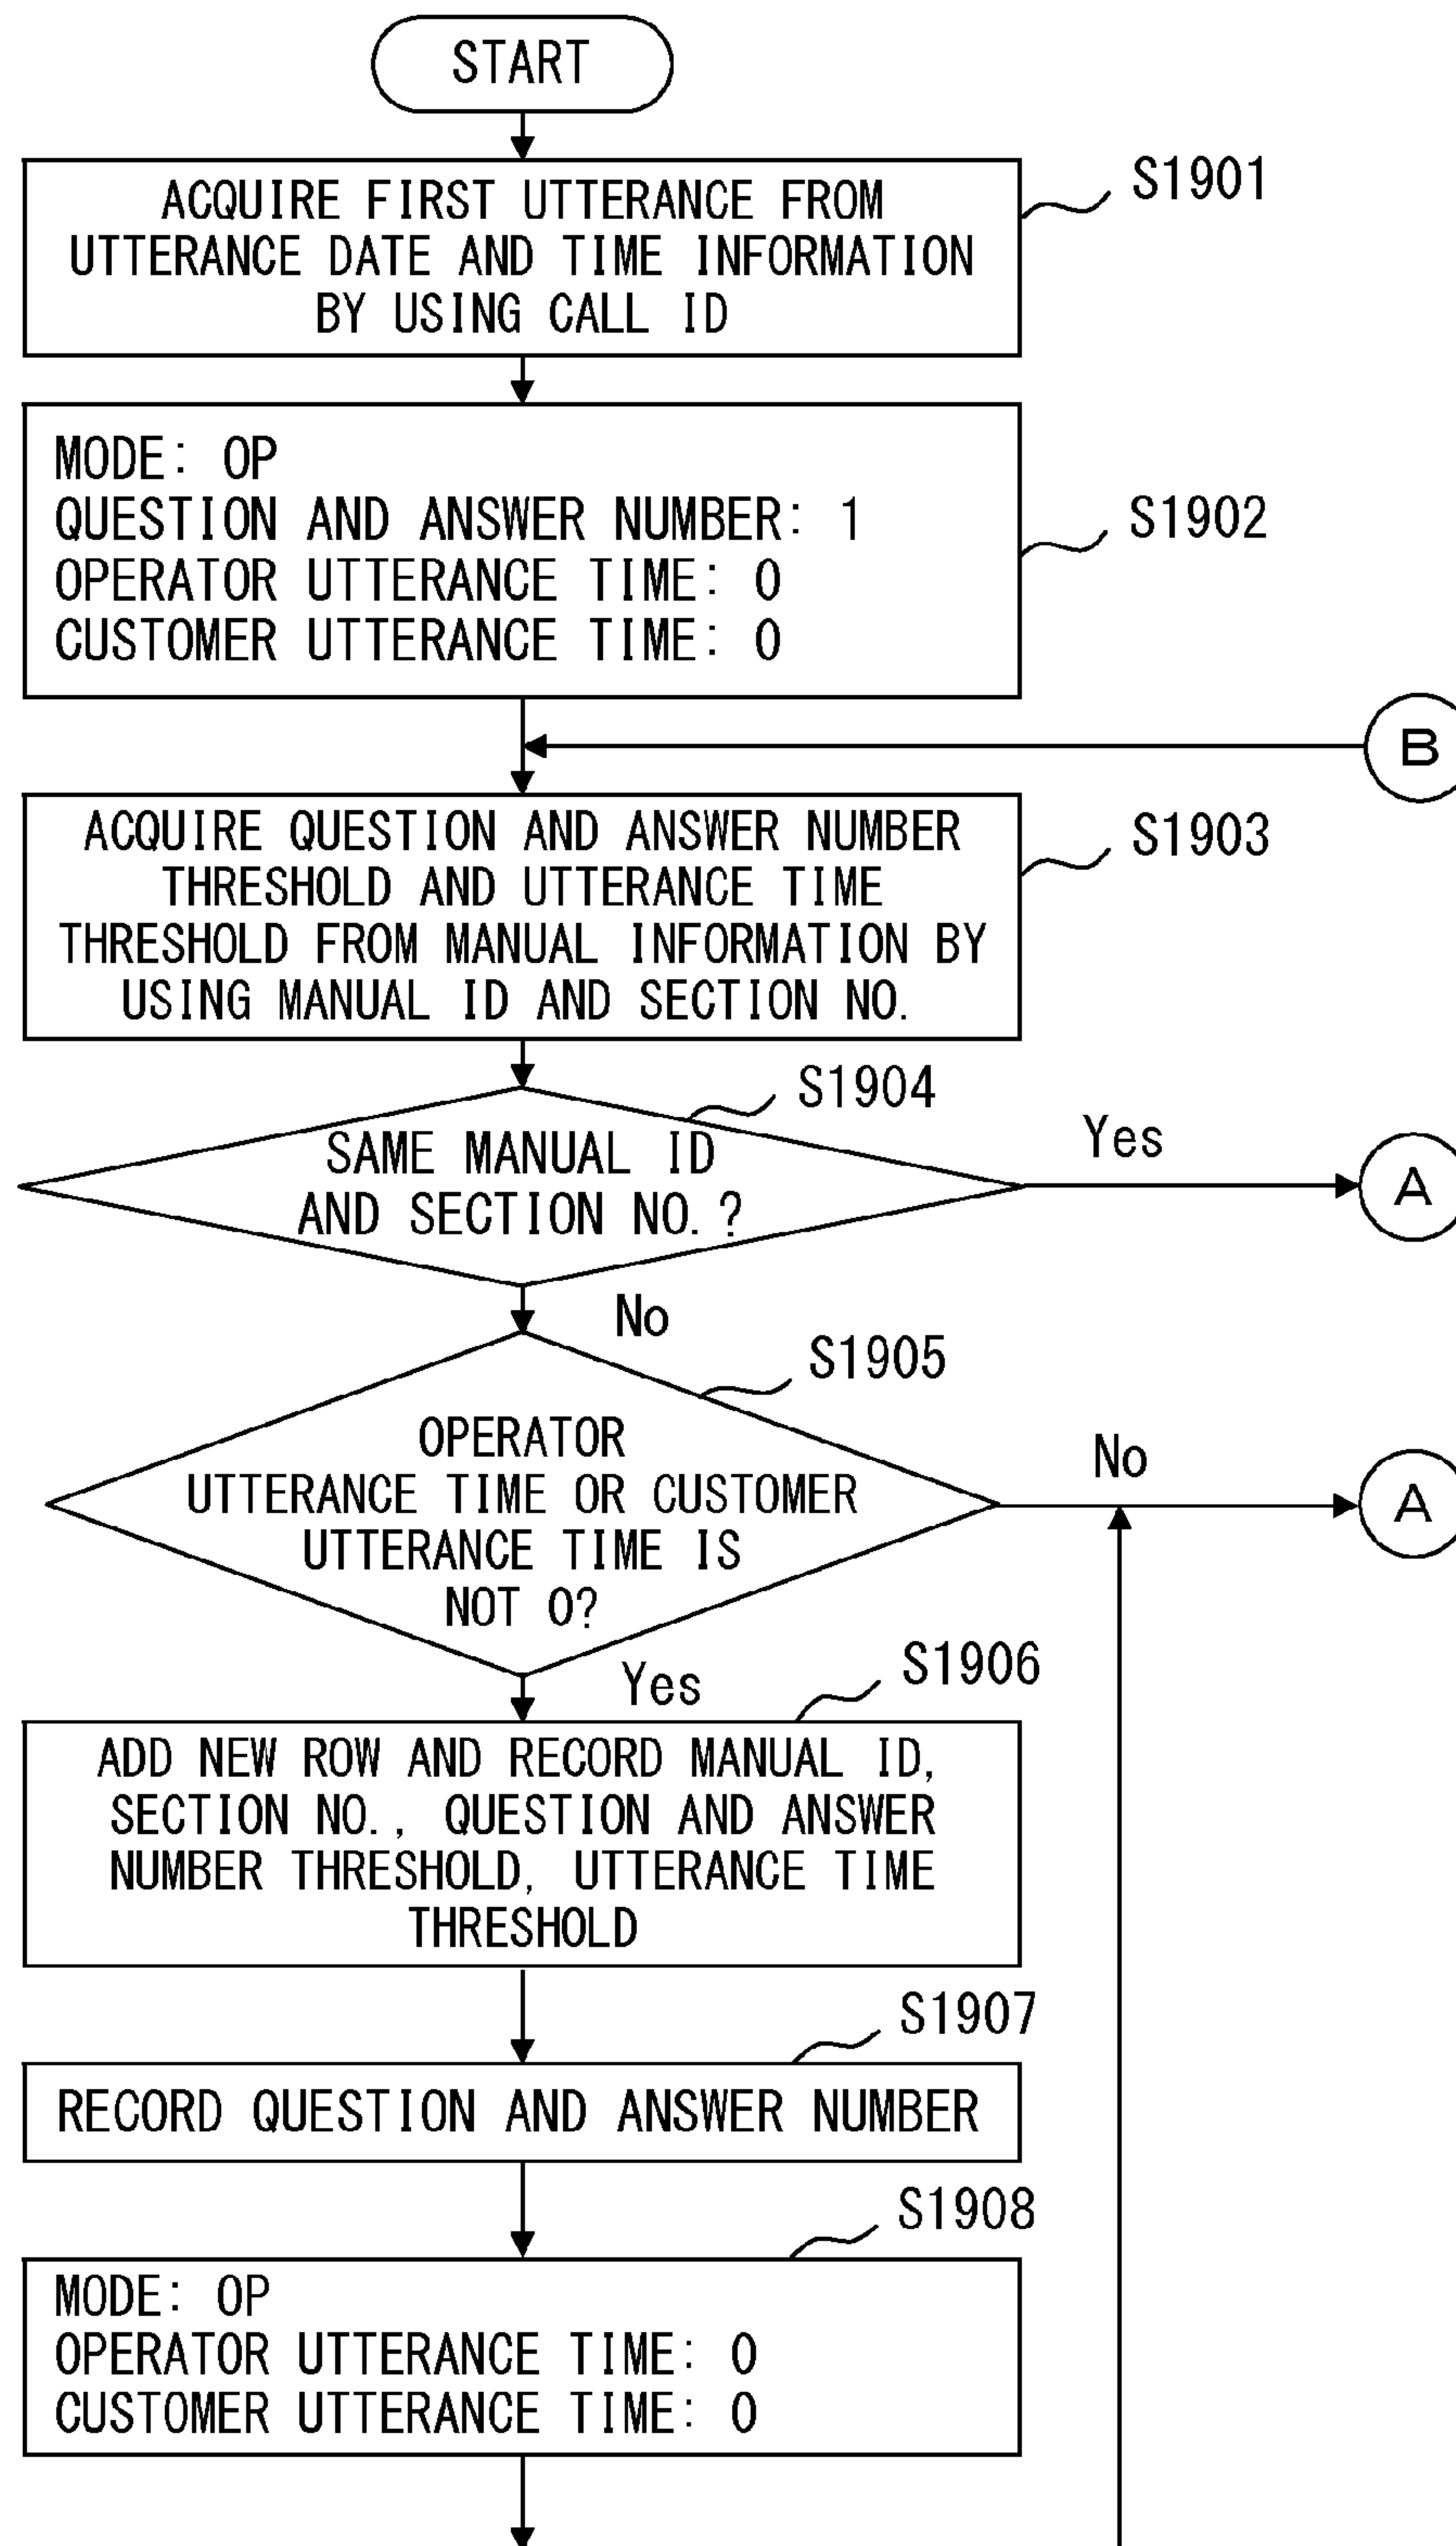 START
ACQUIRE FIRST UTTERANCE FROM
UTTERANCE DATE AND TIME INFORMATION
BY USING CALL ID
S1901
MODE: OP
QUESTION AND ANSWER NUMBER: 1
OPERATOR UTTERANCE TIME: 0
CUSTOMER UTTERANCE TIME: 0
S1902
B
ACQUIRE QUESTION AND ANSWER NUMBER
THRESHOLD AND UTTERANCE TIME
THRESHOLD FROM MANUAL INFORMATION BY
USING MANUAL ID AND SECTION NO.
S1903
S1904
SAME MANUAL ID
AND SECTION NO.?
Yes
A
No
S1905
OPERATOR
UTTERANCE TIME OR CUSTOMER
UTTERANCE TIME IS
NOT 0?
No
A
Yes
S1906
ADD NEW ROW AND RECORD MANUAL ID,
SECTION NO., QUESTION AND ANSWER
NUMBER THRESHOLD, UTTERANCE TIME
THRESHOLD
S1907
RECORD QUESTION AND ANSWER NUMBER
S1908
MODE: OP
OPERATOR UTTERANCE TIME: 0
CUSTOMER UTTERANCE TIME: 0